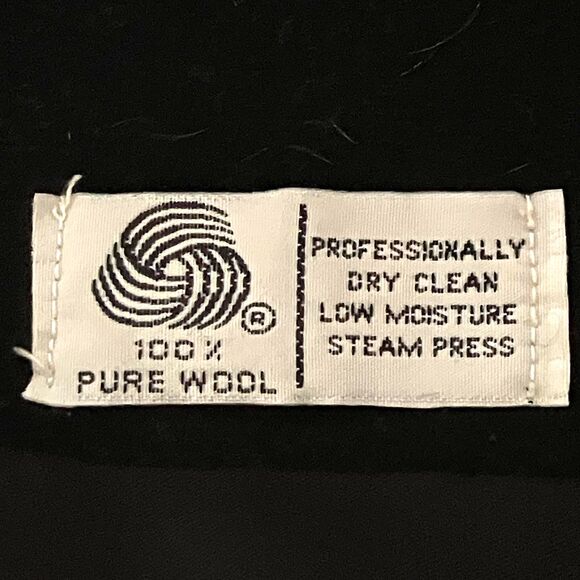 ®
100%
PURE WOOL
PROFESSIONALLY
DRY CLEAN
LOW MOISTURE
STEAM PRESS